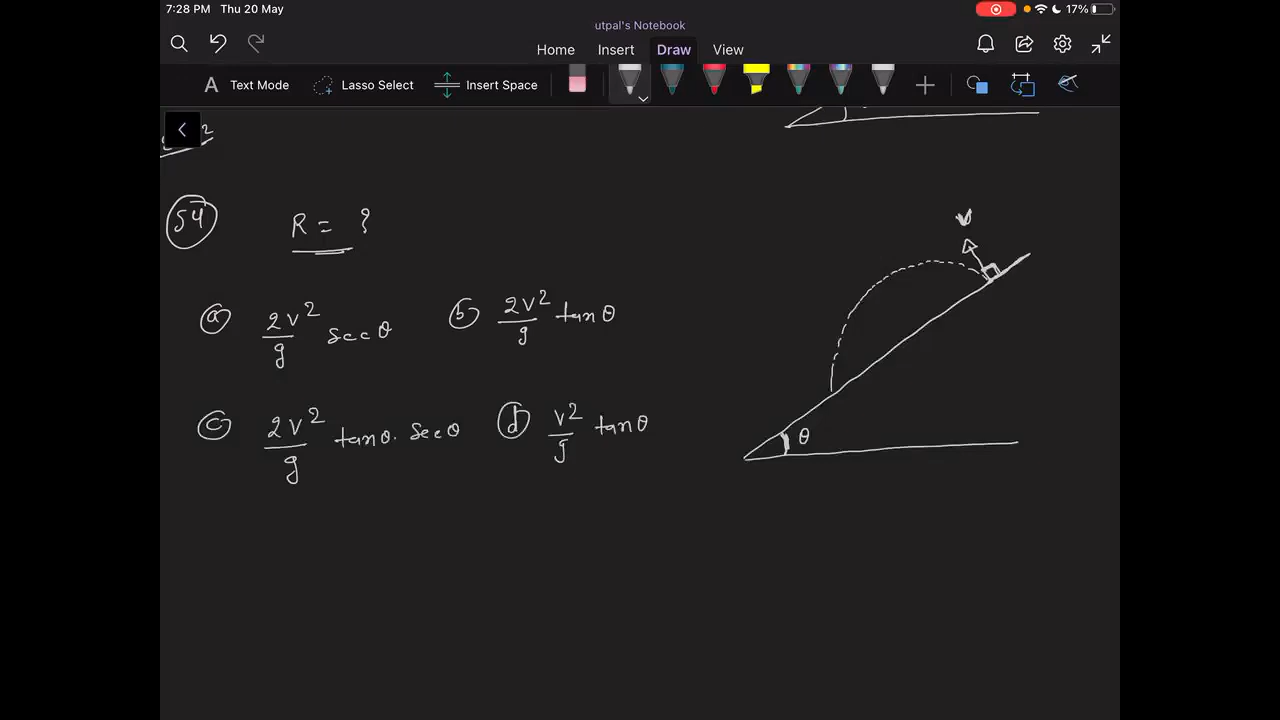 7:28 PM Thu 20 May 17%
utpal's Notebook
Home Insert Draw View
A Text Mode Lasso Select Insert Space
54 R = ?
v
(a) 2v²/g secθ (b) 2v²/g tanθ
(c) 2v²/g tanθ. secθ (d) v²/g tanθ
θ